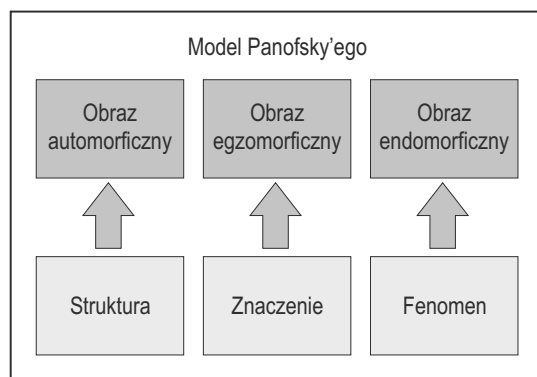 Model Panofsky’ego
Obraz
automorficzny
Obraz
egzomorficzny
Obraz
endomorficzny
Struktura
Znaczenie
Fenomen